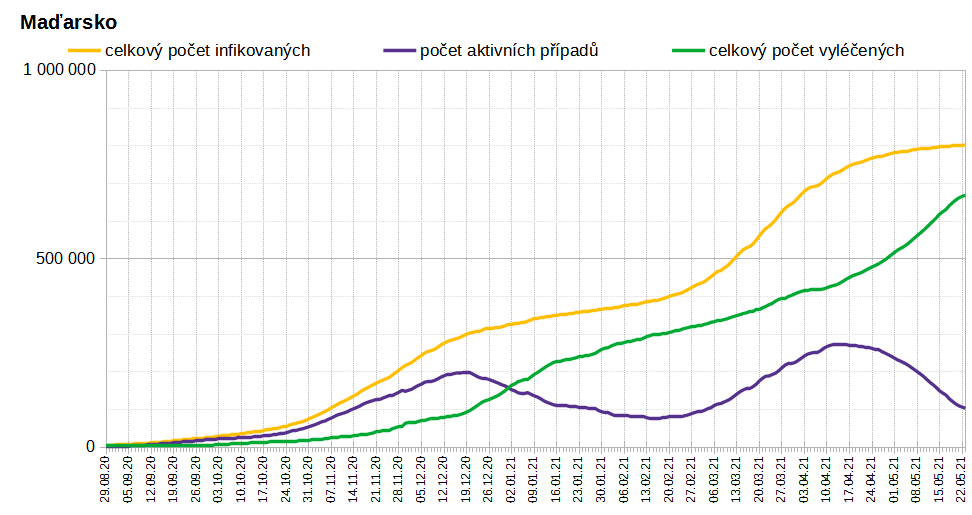 Maďarsko
celkový počet infikovaných počet aktivních případů celkový počet vyléčených
1 000 000
500 000
0
29.08.20 05.09.20 12.09.20 19.09.20 26.09.20 03.10.20 10.10.20 17.10.20 24.10.20 31.10.20 07.11.20 14.11.20 21.11.20 28.11.20 05.12.20 12.12.20 19.12.20 26.12.20 02.01.21 09.01.21 16.01.21 23.01.21 30.01.21 06.02.21 13.02.21 20.02.21 27.02.21 06.03.21 13.03.21 20.03.21 27.03.21 03.04.21 10.04.21 17.04.21 24.04.21 01.05.21 08.05.21 15.05.21 22.05.21